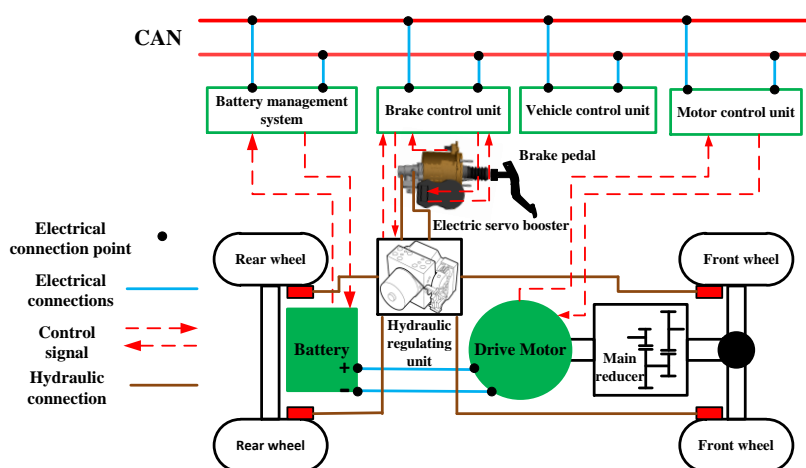 CAN
Battery management
system
Brake control unit
Vehicle control unit
Motor control unit
Brake pedal
Electric servo booster
Electrical
connection point
Electrical
connections
Control
signal
Hydraulic
connection
Rear wheel
Front wheel
Battery
+
−
Hydraulic
regulating
unit
Drive Motor
Main
reducer
Rear wheel
Front wheel